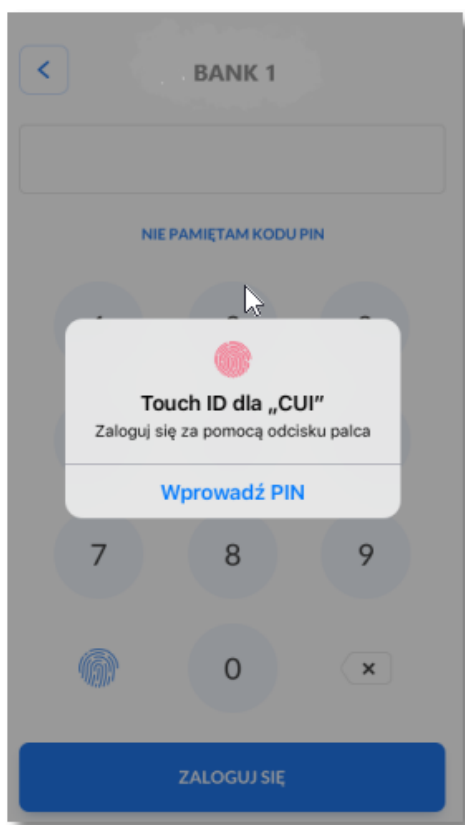 BANK 1
NIE PAMIĘTAM KODU PIN
Touch ID dla „CUI”
Zaloguj się za pomocą odcisku palca
Wprowadź PIN
7 8 9
0
ZALOGUJ SIĘ